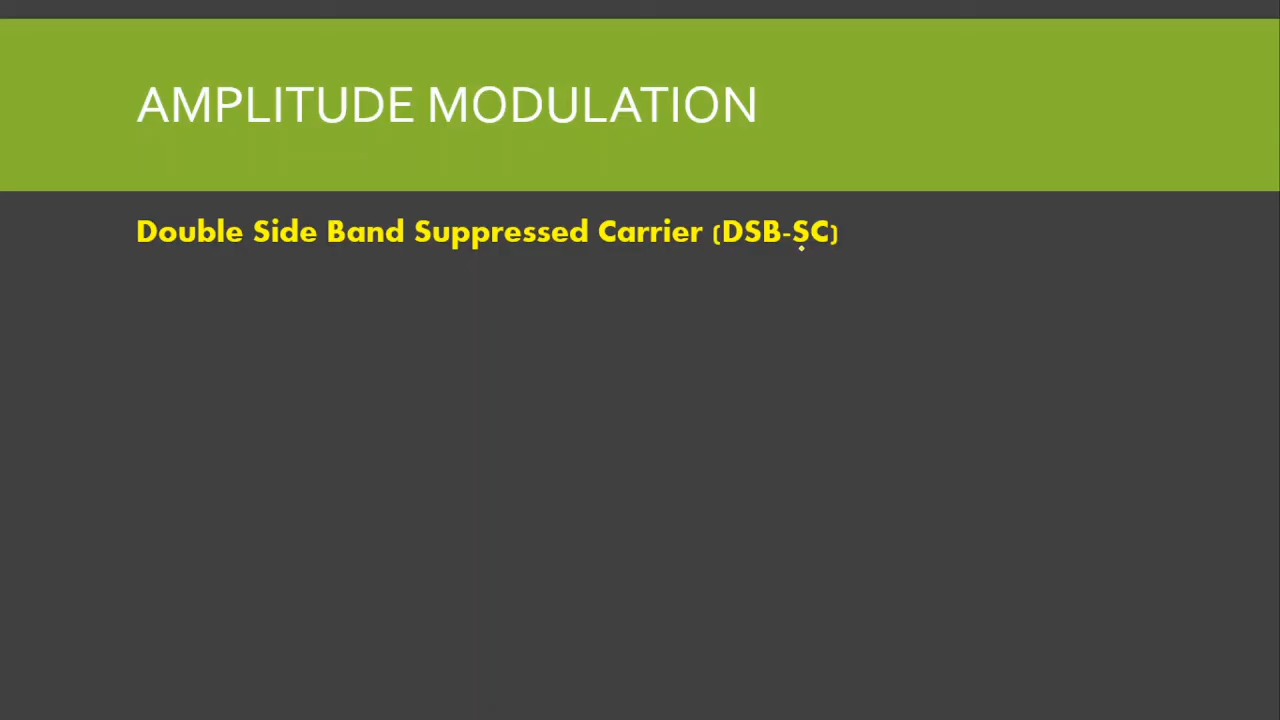 AMPLITUDE MODULATION
Double Side Band Suppressed Carrier (DSB-SC)